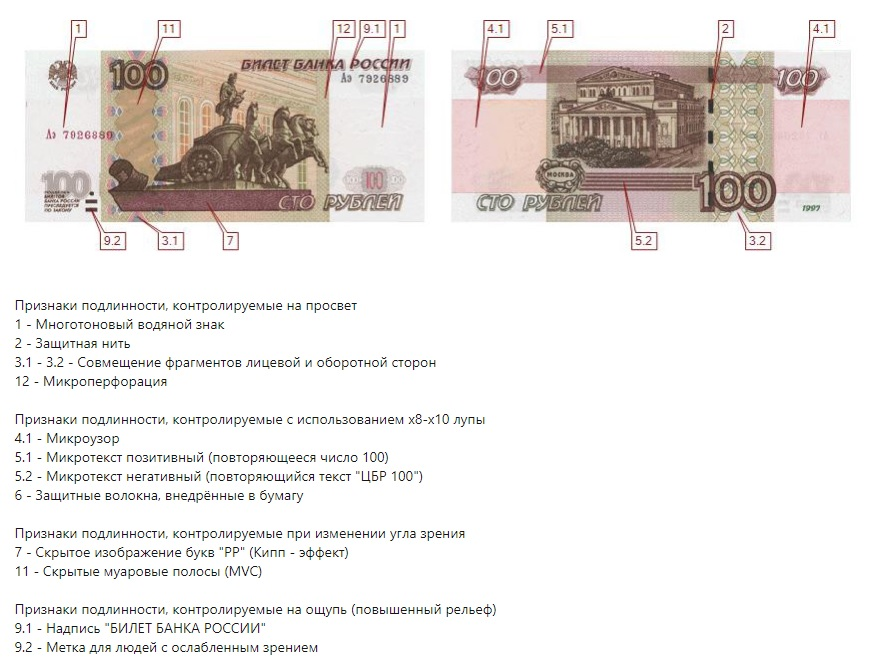 1 11 12 9.1 1 4.1 5.1 2 4.1
100 БИЛЕТ БАНКА РОССИИ 100 100
Аэ 7926889
Аэ 7926889
МОСКВА
100 100 100
ПОДДЕЛКА
БИЛЕТОВ
БАНКА РОССИИ
ПРЕСЛЕДУЕТСЯ
ПО ЗАКОНУ
СТО РУБЛЕЙ СТО РУБЛЕЙ 1997
9.2 3.1 7 5.2 3.2
Признаки подлинности, контролируемые на просвет
1 - Многотоновый водяной знак
2 - Защитная нить
3.1 - 3.2 - Совмещение фрагментов лицевой и оборотной сторон
12 - Микроперфорация
Признаки подлинности, контролируемые с использованием x8-x10 лупы
4.1 - Микроузор
5.1 - Микротекст позитивный (повторяющееся число 100)
5.2 - Микротекст негативный (повторяющийся текст "ЦБР 100")
6 - Защитные волокна, внедрённые в бумагу
Признаки подлинности, контролируемые при изменении угла зрения
7 - Скрытое изображение букв "РР" (Кипп - эффект)
11 - Скрытые муаровые полосы (MVC)
Признаки подлинности, контролируемые на ощупь (повышенный рельеф)
9.1 - Надпись "БИЛЕТ БАНКА РОССИИ"
9.2 - Метка для людей с ослабленным зрением